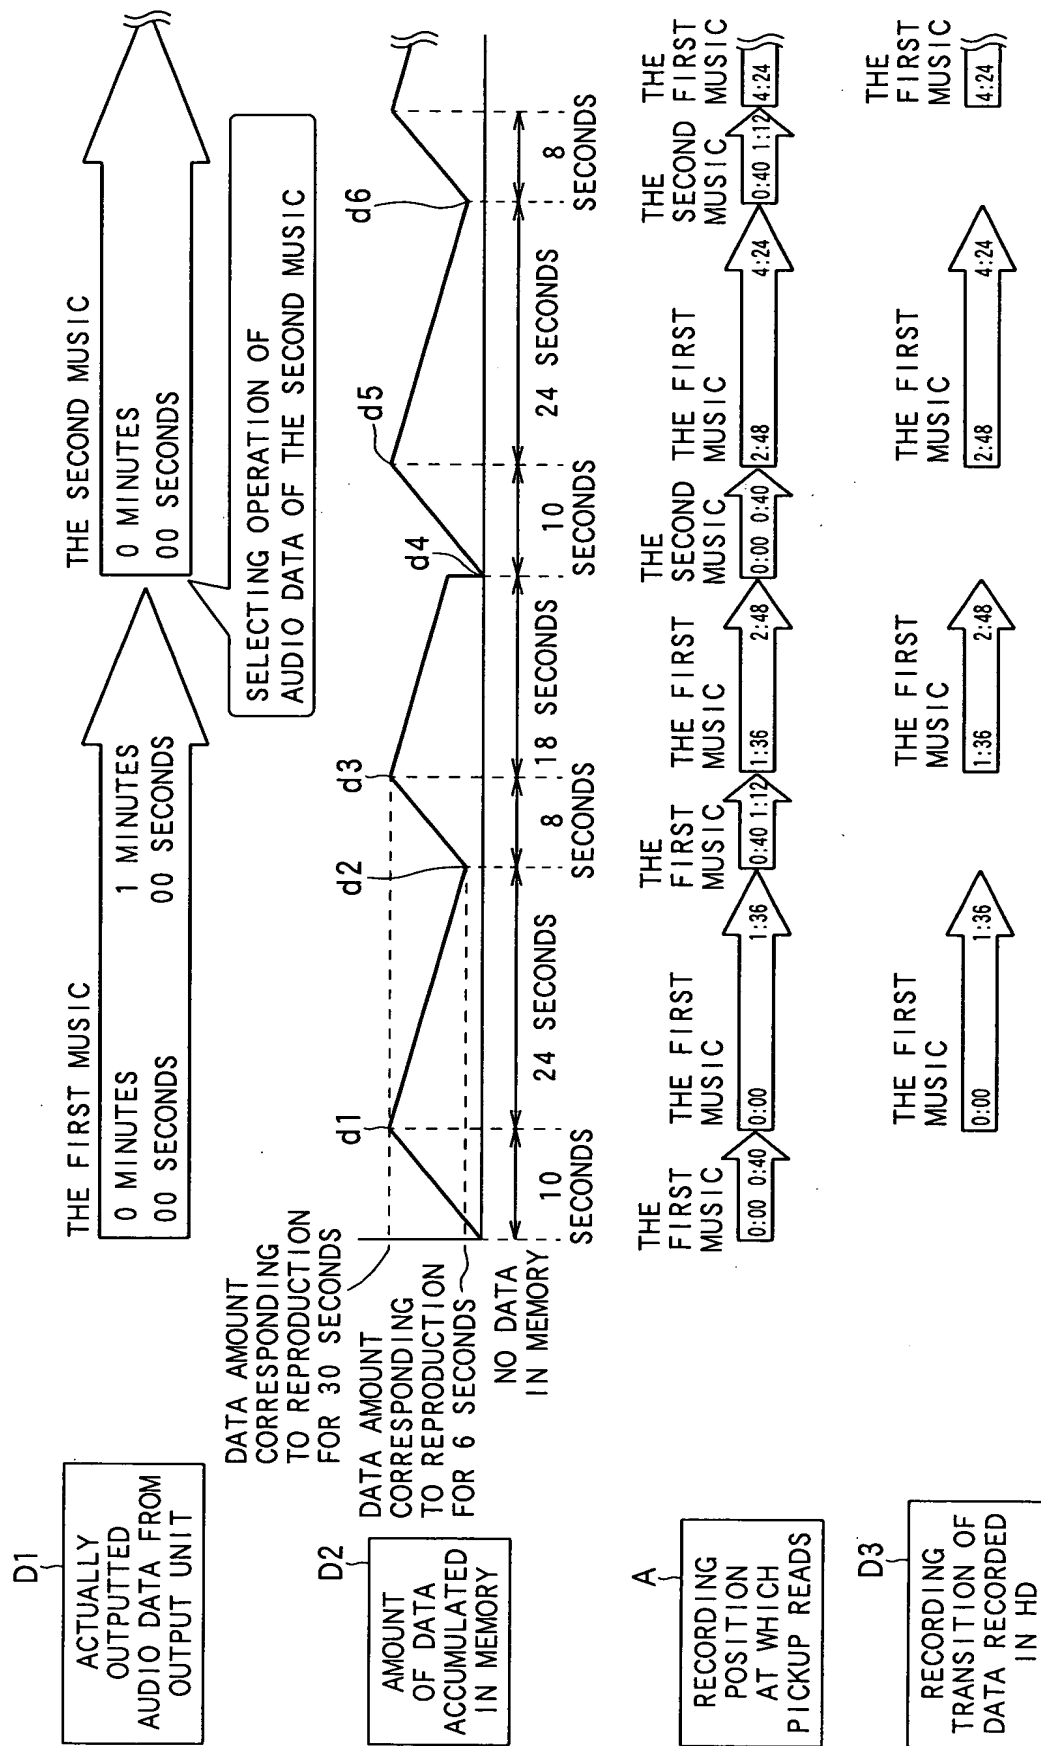 D1
ACTUALLY
OUTPUTTED
AUDIO DATA FROM
OUTPUT UNIT
THE FIRST MUSIC
0 MINUTES
00 SECONDS
1 MINUTES
00 SECONDS
THE SECOND MUSIC
0 MINUTES
00 SECONDS
SELECTING OPERATION OF
AUDIO DATA OF THE SECOND MUSIC
D2
AMOUNT
OF DATA
ACCUMULATED
IN MEMORY
DATA AMOUNT
CORRESPONDING
TO REPRODUCTION
FOR 30 SECONDS
DATA AMOUNT
CORRESPONDING
TO REPRODUCTION
FOR 6 SECONDS
NO DATA
IN MEMORY
d1
d2
d3
d4
d5
d6
10
SECONDS
24 SECONDS
8
SECONDS
18 SECONDS
10
SECONDS
24 SECONDS
8
SECONDS
A
RECORDING
POSITION
AT WHICH
PICKUP READS
THE
FIRST
MUSIC
0:00 0:40
THE FIRST
MUSIC
0:00 1:36
THE
FIRST
MUSIC
0:40 1:12
THE FIRST
MUSIC
1:36 2:48
THE
SECOND
MUSIC
0:00 0:40
THE FIRST
MUSIC
2:48 4:24
THE
SECOND
MUSIC
0:40 1:12
THE
FIRST
MUSIC
4:24
D3
RECORDING
TRANSITION OF
DATA RECORDED
IN HD
THE FIRST
MUSIC
0:00 1:36
THE FIRST
MUSIC
1:36 2:48
THE FIRST
MUSIC
2:48 4:24
THE
FIRST
MUSIC
4:24